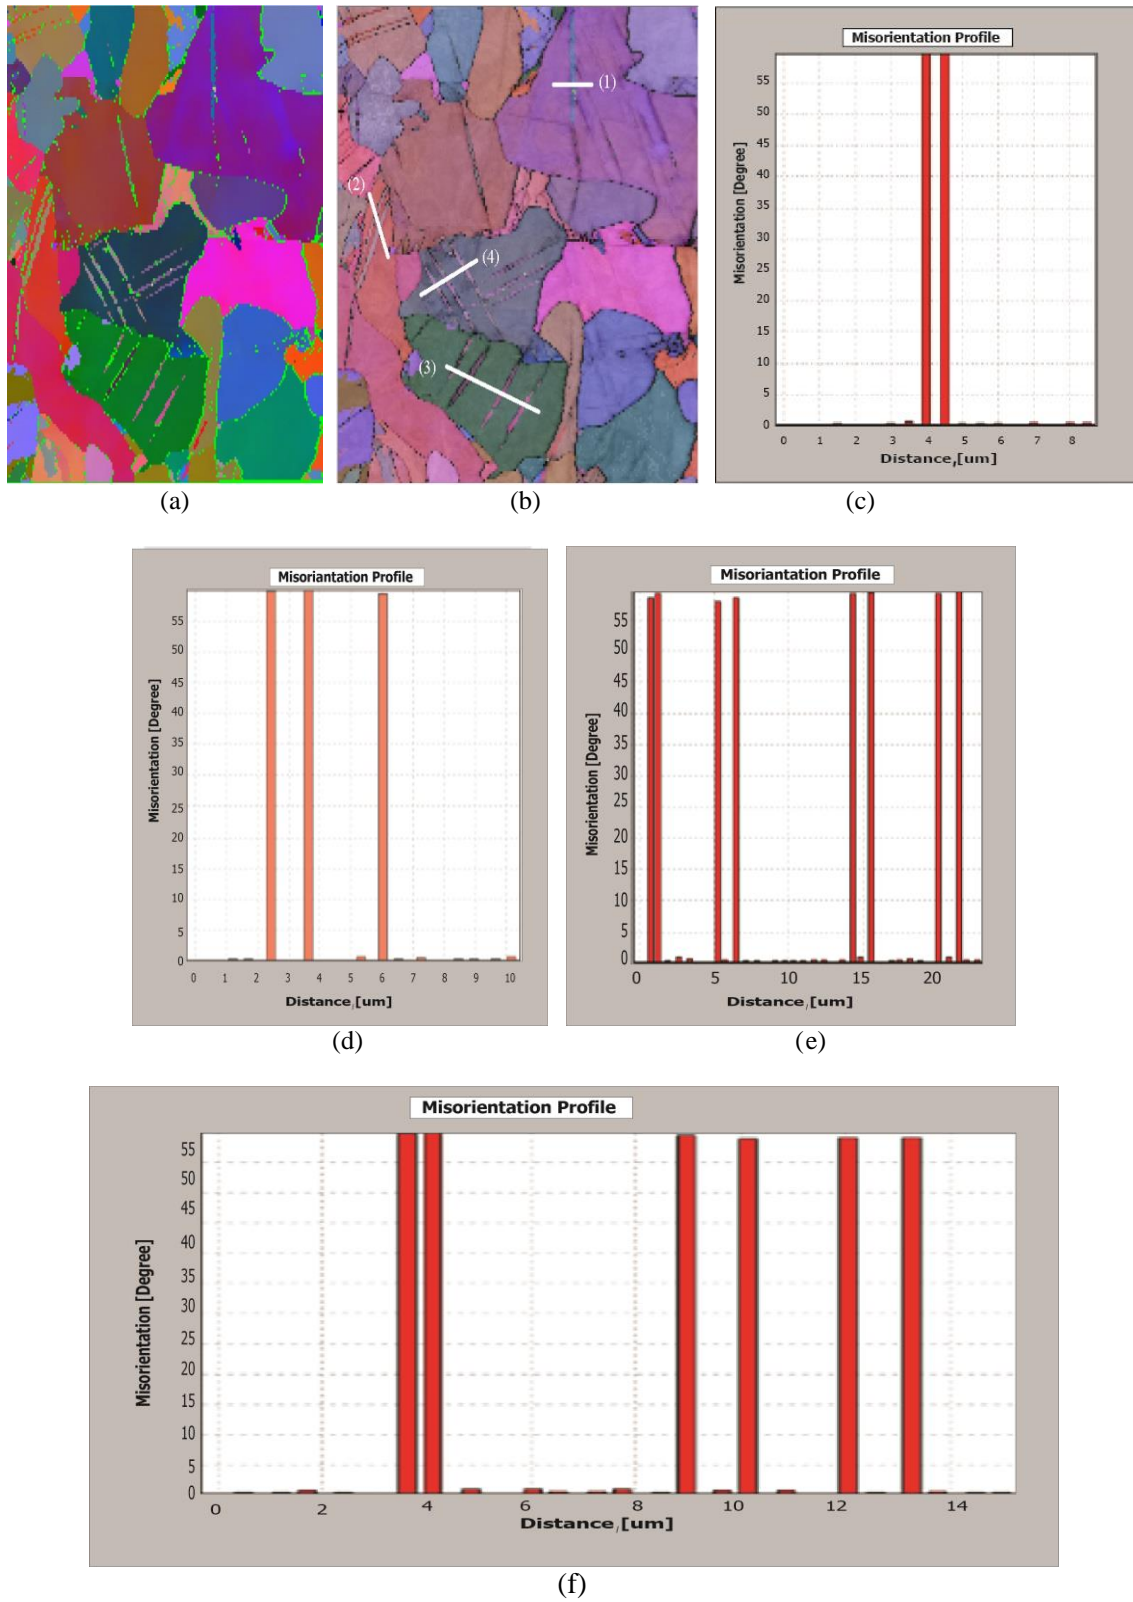 (1)
(2)
(4)
(3)
(a)
(b)
Misorientation Profile
Misorientation [Degree]
55
50
45
40
35
30
25
20
15
10
5
0
0 1 2 3 4 5 6 7 8
Distance,[um]
(c)
Misoriantation Profile
Misorientation [Degree]
55
50
45
40
35
30
25
20
15
10
5
0
0 1 2 3 4 5 6 7 8 9 10
Distance,[um]
(d)
Misoriantation Profile
Misorientation [Degree]
55
50
45
40
35
30
25
20
15
10
5
0
0 5 10 15 20
Distance,[um]
(e)
Misorientation Profile
Misorientation [Degree]
55
50
45
40
35
30
25
20
15
10
5
0
0 2 4 6 8 10 12 14
Distance,[um]
(f)